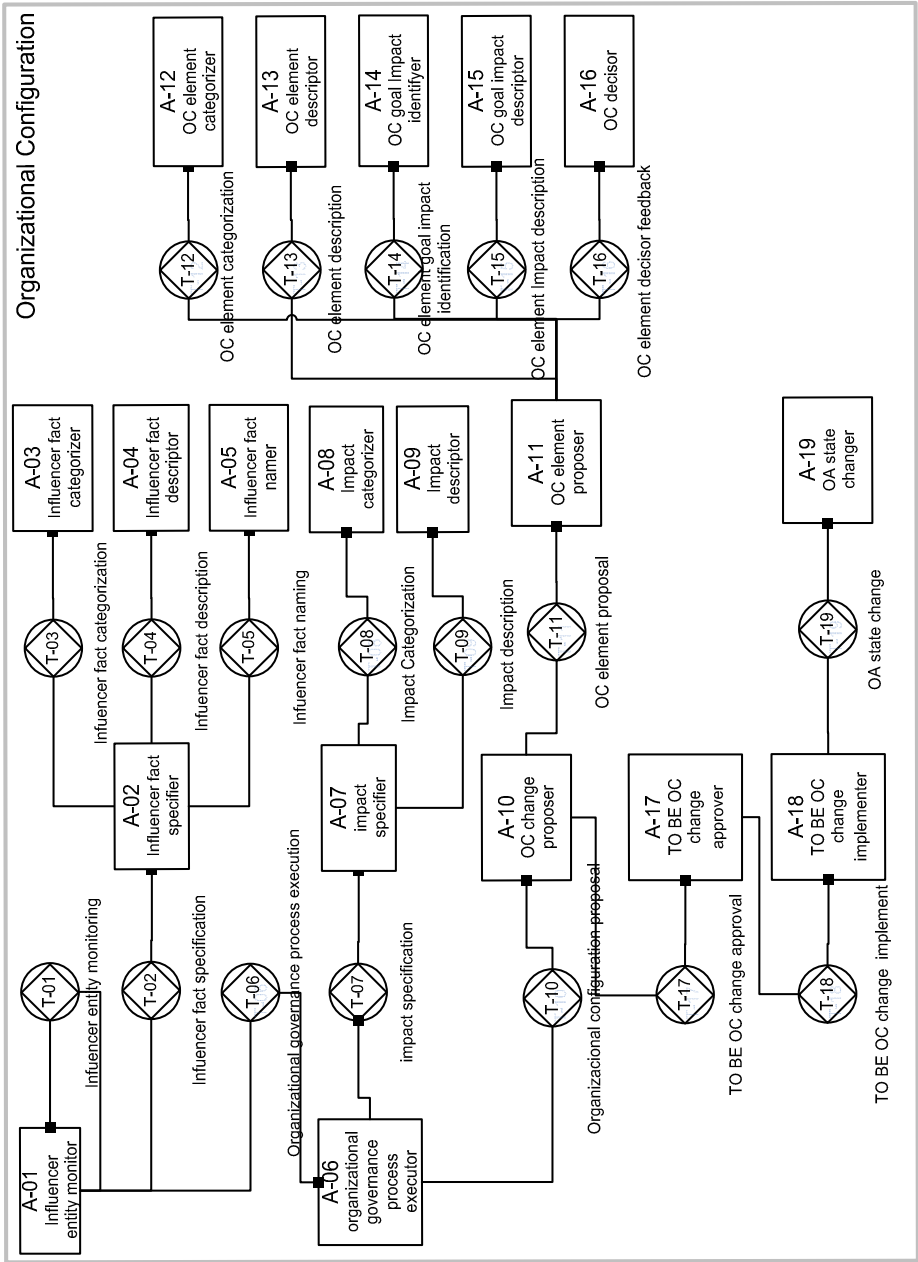 Organizational Configuration
A-01
Influencer
entity monitor
T-01
Infuencer entity monitoring
T-02
Infuencer fact specification
T-06
Organizational governance process execution
A-02
Influencer fact
specifier
T-03
Infuencer fact categorization
A-03
Influencer fact
categorizer
T-04
Infuencer fact description
A-04
Influencer fact
descriptor
T-05
Infuencer fact naming
A-05
Influencer fact
namer
A-06
organizational
governance
process
executor
T-07
impact specification
A-07
impact
specifier
T-08
Impact Categorization
A-08
Impact
categorizer
T-09
Impact description
A-09
Impact
descriptor
T-10
Organizacional configuration proposal
A-10
OC change
proposer
T-11
OC element proposal
A-11
OC element
proposer
T-12
OC element categorization
A-12
OC element
categorizer
T-13
OC element description
A-13
OC element
descriptor
T-14
OC element goal impact
identification
A-14
OC goal Impact
identifyer
T-15
OC element Impact description
A-15
OC goal impact
descriptor
T-16
OC element decisor feedback
A-16
OC decisor
T-17
TO BE OC change approval
A-17
TO BE OC
change
approver
T-18
TO BE OC change implement
A-18
TO BE OC
change
implementer
T-19
OA state change
A-19
OA state
changer